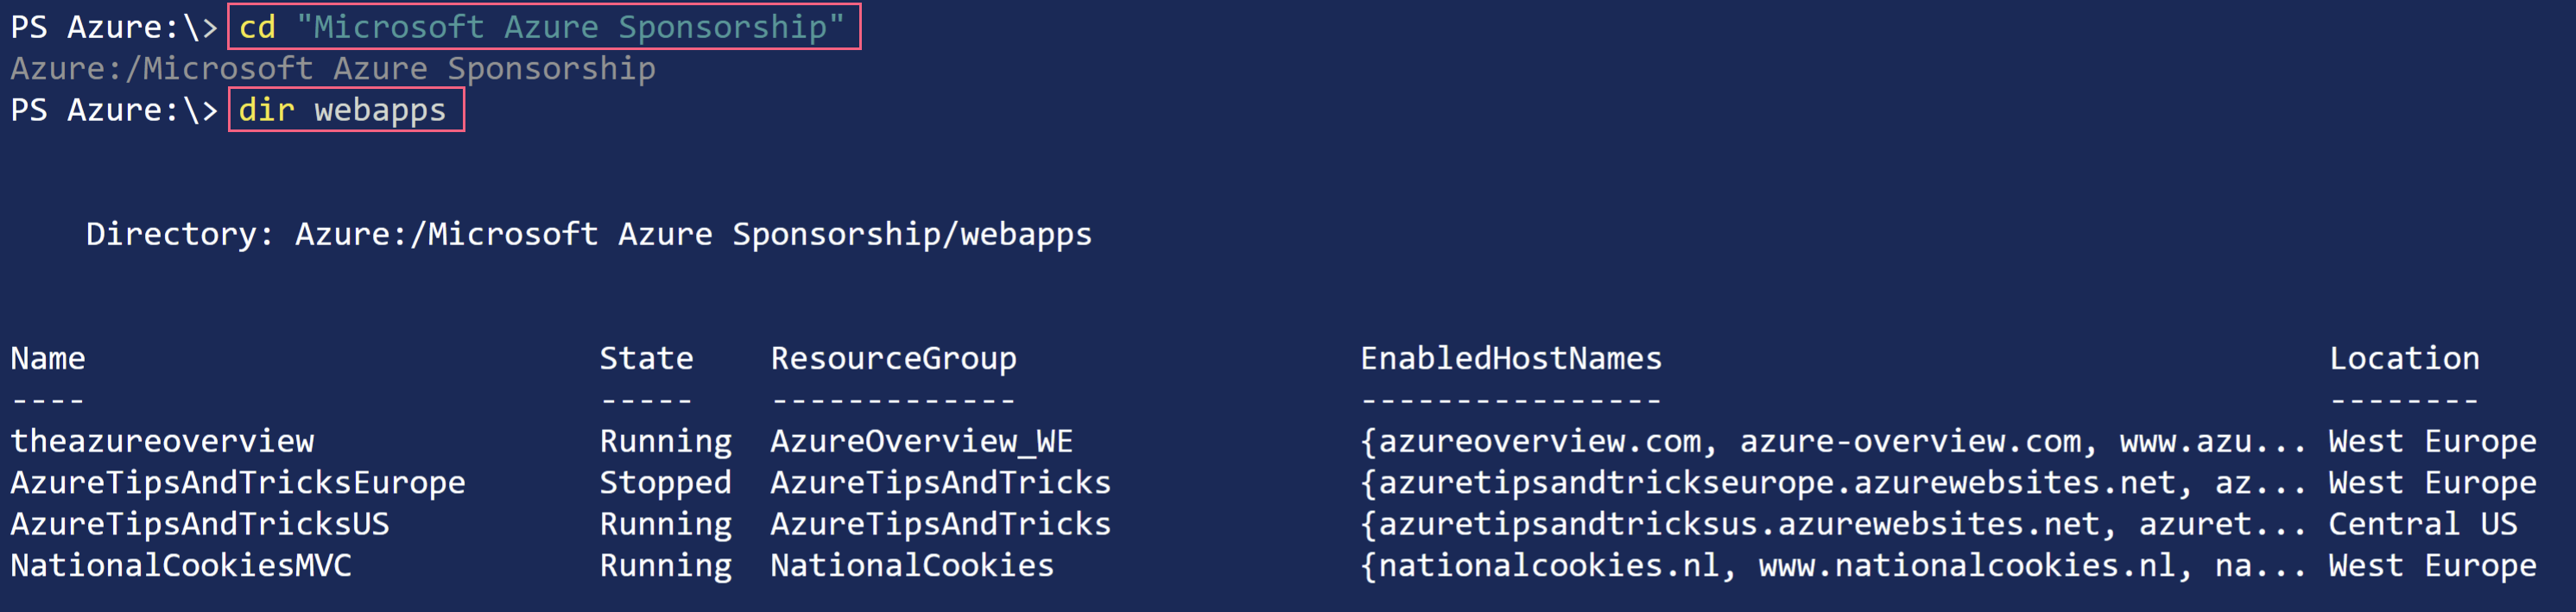 PS Azure:\> cd "Microsoft Azure Sponsorship"
Azure:/Microsoft Azure Sponsorship
PS Azure:\> dir webapps
Directory: Azure:/Microsoft Azure Sponsorship/webapps
Name State ResourceGroup EnabledHostNames Location
---- ----- ------------- ---------------- --------
theazureoverview Running AzureOverview_WE {azureoverview.com, azure-overview.com, www.azu... West Europe
AzureTipsAndTricksEurope Stopped AzureTipsAndTricks {azuretipsandtrickseurope.azurewebsites.net, az... West Europe
AzureTipsAndTricksUS Running AzureTipsAndTricks {azuretipsandtricksus.azurewebsites.net, azuret... Central US
NationalCookiesMVC Running NationalCookies {nationalcookies.nl, www.nationalcookies.nl, na... West Europe